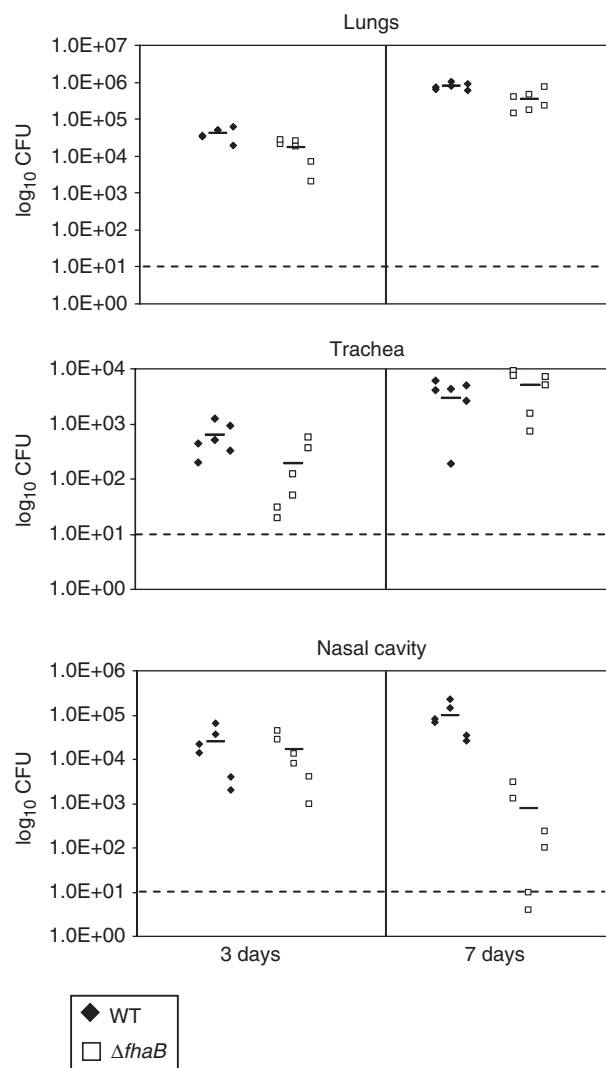 Lungs
1.0E+07
1.0E+06
1.0E+05
1.0E+04
1.0E+03
1.0E+02
1.0E+01
1.0E+00
log10 CFU
Trachea
1.0E+04
1.0E+03
1.0E+02
1.0E+01
1.0E+00
log10 CFU
Nasal cavity
1.0E+06
1.0E+05
1.0E+04
1.0E+03
1.0E+02
1.0E+01
1.0E+00
log10 CFU
3 days 7 days
WT
ΔfhaB